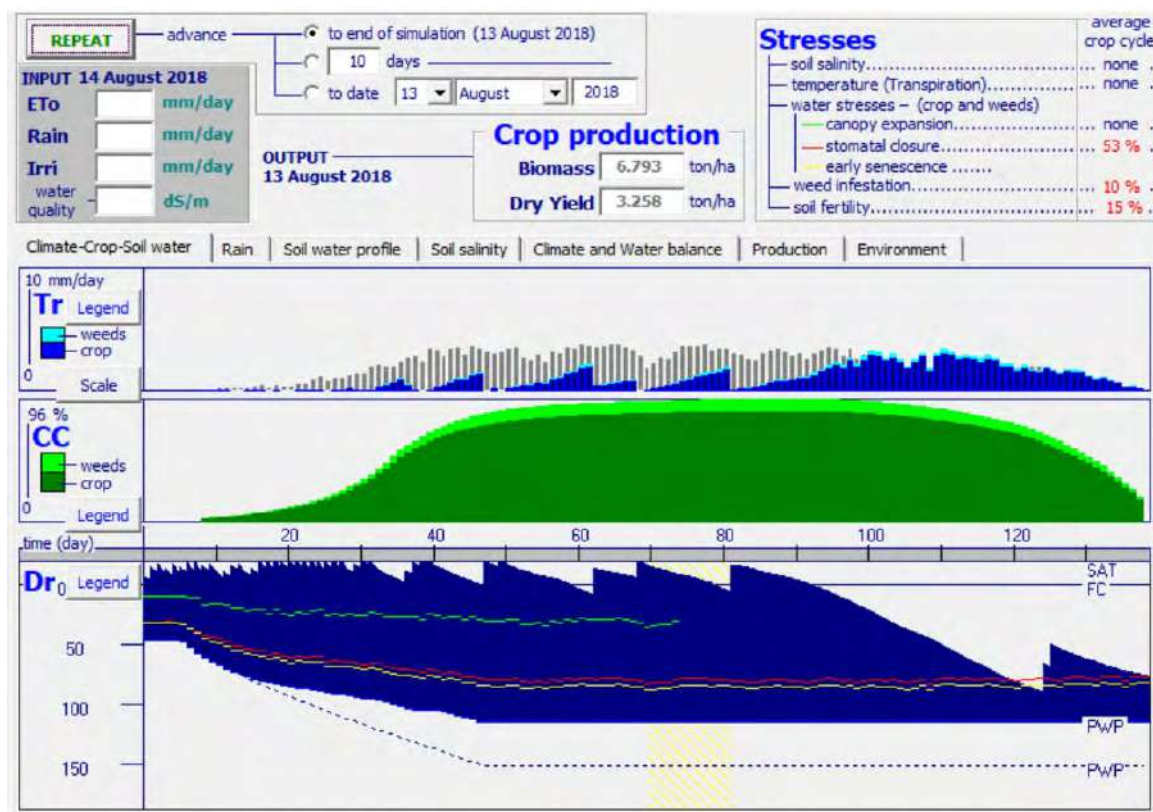 REPEAT
advance
to end of simulation (13 August 2018)
10 days
to date 13 August 2018
INPUT 14 August 2018
ETo mm/day
Rain mm/day
Irri mm/day
water quality dS/m
OUTPUT
13 August 2018
Crop production
Biomass 6.793 ton/ha
Dry Yield 3.258 ton/ha
Stresses
average
crop cycle
soil salinity.......... none
temperature (Transpiration).......... none
water stresses - (crop and weeds)
canopy expansion.......... none
stomatal closure.......... 53 %
early senescence .......
weed infestation.......... 10 %
soil fertility.......... 15 %
Climate-Crop-Soil water Rain Soil water profile Soil salinity Climate and Water balance Production Environment
10 mm/day
Tr Legend
weeds
crop
0
Scale
96 %
CC
weeds
crop
0
Legend
time (day) 20 40 60 80 100 120
Dr 0 Legend
SAT
FC
50
100
PWP
150
PWP